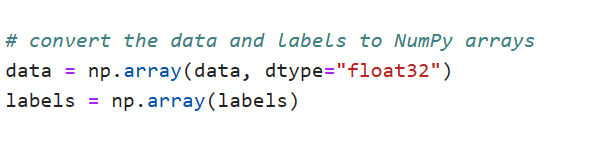 # convert the data and labels to NumPy arrays
data = np.array(data, dtype="float32")
labels = np.array(labels)